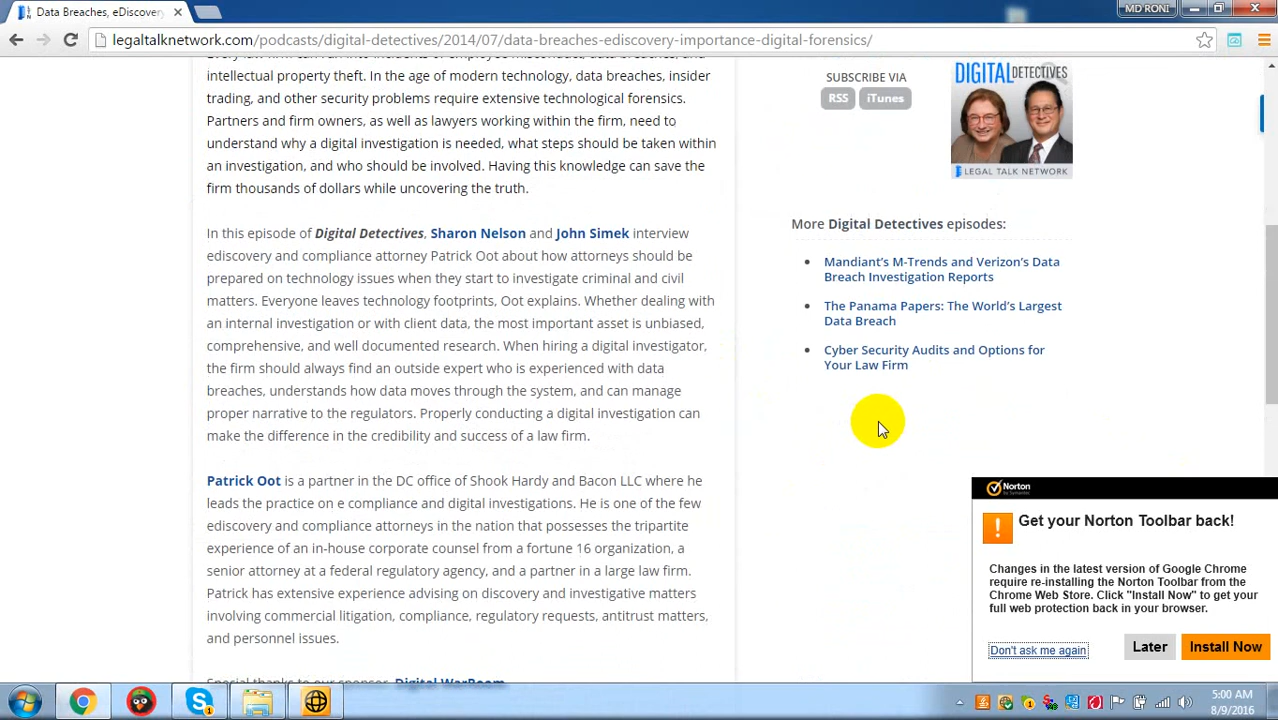 Data Breaches, eDiscovery
MD RONI
legaltalknetwork.com/podcasts/digital-detectives/2014/07/data-breaches-ediscovery-importance-digital-forensics/
intellectual property theft. In the age of modern technology, data breaches, insider
trading, and other security problems require extensive technological forensics.
Partners and firm owners, as well as lawyers working within the firm, need to
understand why a digital investigation is needed, what steps should be taken within
an investigation, and who should be involved. Having this knowledge can save the
firm thousands of dollars while uncovering the truth.
In this episode of Digital Detectives, Sharon Nelson and John Simek interview
ediscovery and compliance attorney Patrick Oot about how attorneys should be
prepared on technology issues when they start to investigate criminal and civil
matters. Everyone leaves technology footprints, Oot explains. Whether dealing with
an internal investigation or with client data, the most important asset is unbiased,
comprehensive, and well documented research. When hiring a digital investigator,
the firm should always find an outside expert who is experienced with data
breaches, understands how data moves through the system, and can manage
proper narrative to the regulators. Properly conducting a digital investigation can
make the difference in the credibility and success of a law firm.
Patrick Oot is a partner in the DC office of Shook Hardy and Bacon LLC where he
leads the practice on e compliance and digital investigations. He is one of the few
ediscovery and compliance attorneys in the nation that possesses the tripartite
experience of an in-house corporate counsel from a fortune 16 organization, a
senior attorney at a federal regulatory agency, and a partner in a large law firm.
Patrick has extensive experience advising on discovery and investigative matters
involving commercial litigation, compliance, regulatory requests, antitrust matters,
and personnel issues.
Special thanks to our sponsor, Digital WarRoom.
SUBSCRIBE VIA
RSS
iTunes
DIGITAL DETECTIVES
LEGAL TALK NETWORK
More Digital Detectives episodes:
Mandiant's M-Trends and Verizon's Data
Breach Investigation Reports
The Panama Papers: The World's Largest
Data Breach
Cyber Security Audits and Options for
Your Law Firm
Norton
by Symantec
Get your Norton Toolbar back!
Changes in the latest version of Google Chrome
require re-installing the Norton Toolbar from the
Chrome Web Store. Click "Install Now" to get your
full web protection back in your browser.
Don't ask me again
Later
Install Now
5:00 AM
8/9/2016